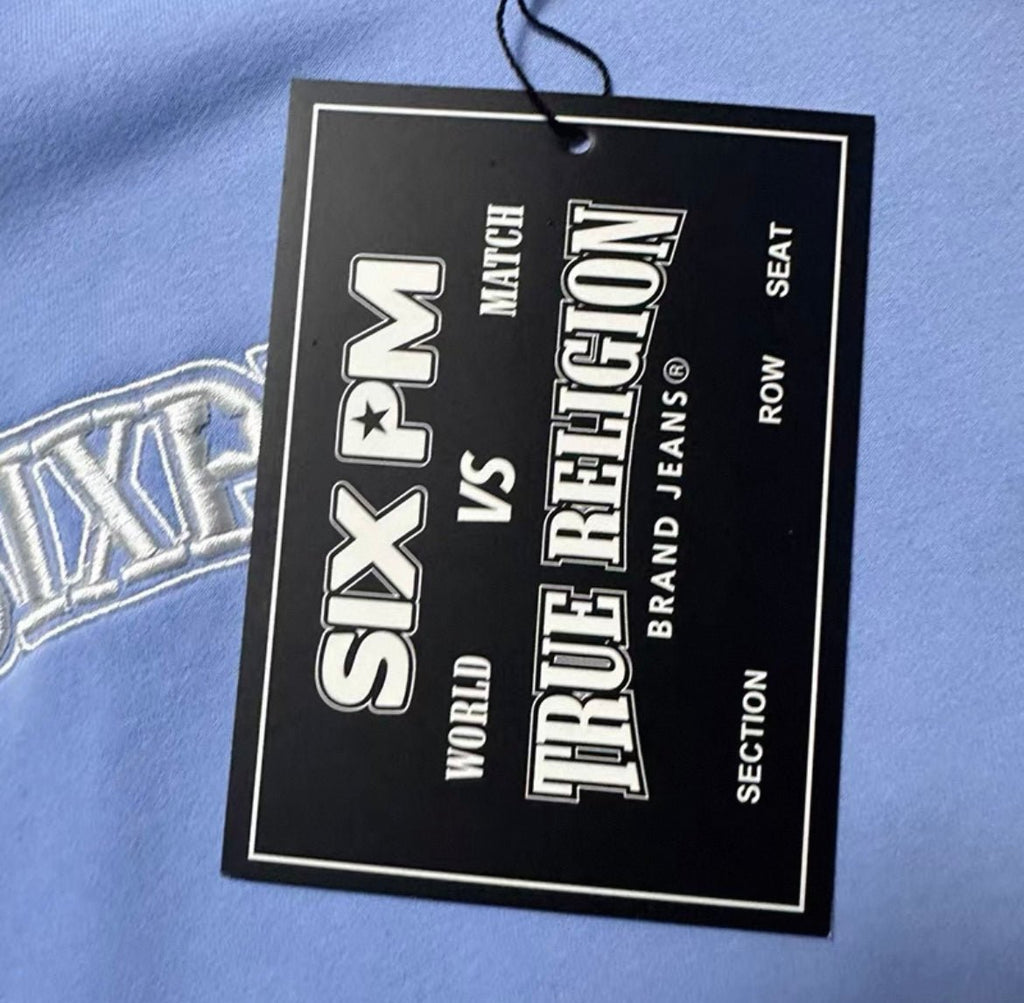 SIX PM
WORLD VS MATCH
TRUE RELIGION
BRAND JEANS®
SECTION ROW SEAT